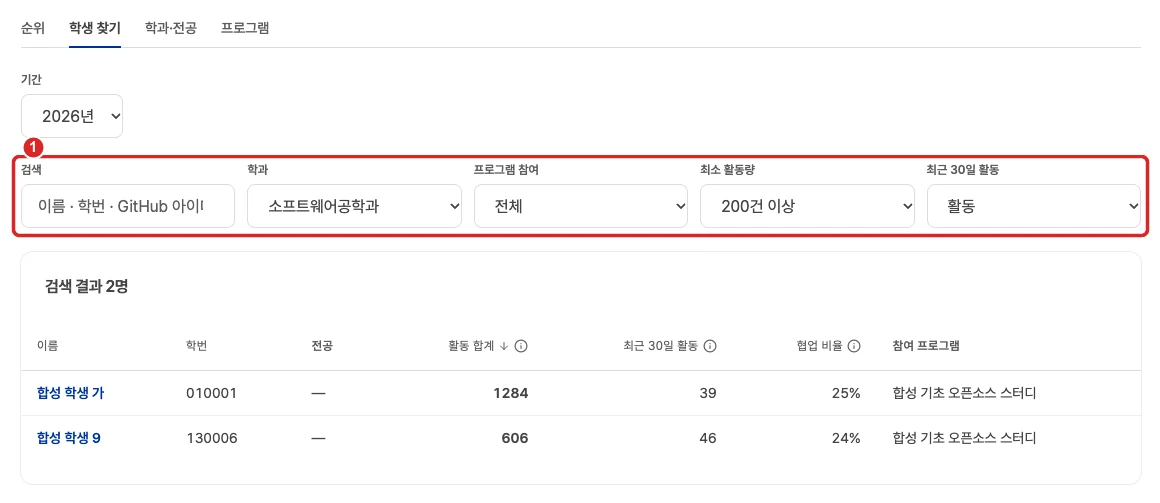 순위 학생 찾기 학과·전공 프로그램
기간
2026년
1
검색 학과 프로그램 참여 최소 활동량 최근 30일 활동
이름 · 학번 · GitHub 소프트웨어공학과 전체 200건 이상 활동
검색 결과 2명
이름 학번 전공 활동 합계 ↓ 최근 30일 활동 협업 비율 참여 프로그램
합성 학생 가 010001 — 1284 39 25% 합성 기초 오픈소스 스터디
합성 학생 9 130006 — 606 46 24% 합성 기초 오픈소스 스터디